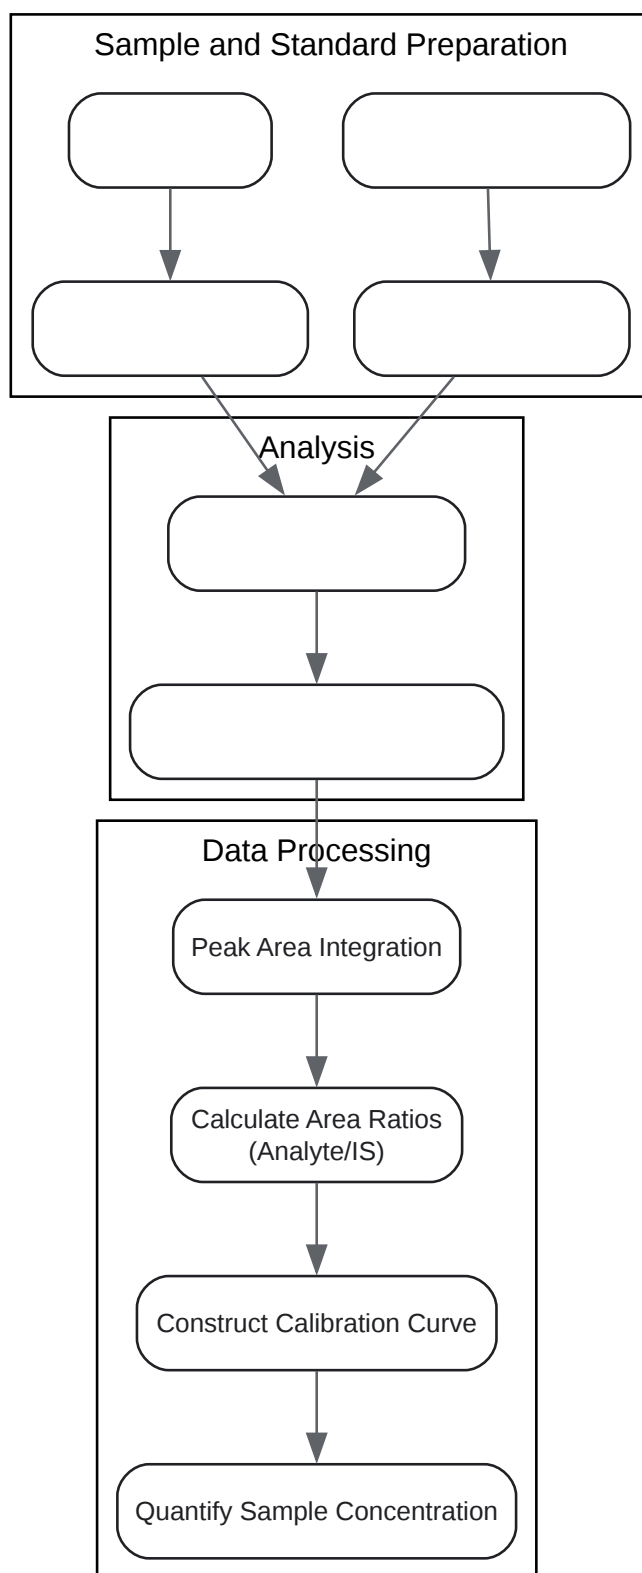 Sample and Standard Preparation
Analysis
Data Processing
Peak Area Integration
Calculate Area Ratios
(Analyte/IS)
Construct Calibration Curve
Quantify Sample Concentration